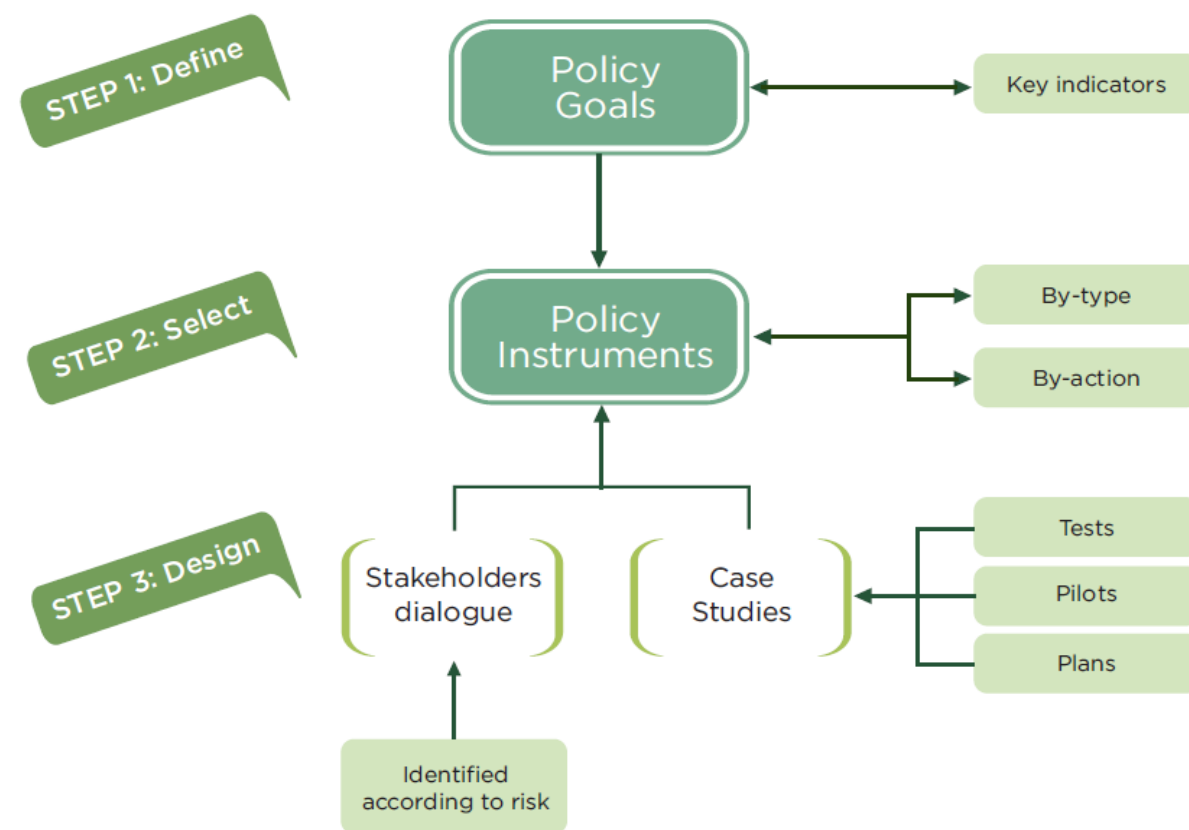 STEP 1: Define
Policy
Goals
Key indicators
STEP 2: Select
Policy
Instruments
By-type
By-action
STEP 3: Design
Stakeholders
dialogue
Case
Studies
Tests
Pilots
Plans
Identified
according to risk